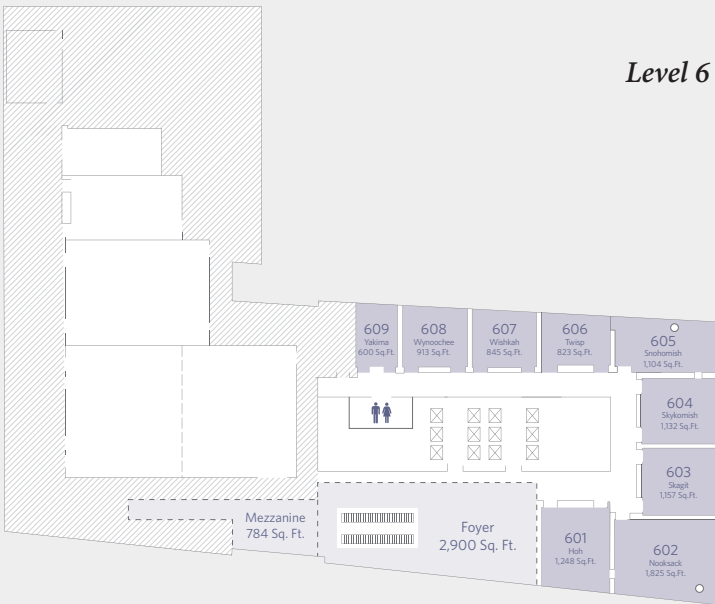 Level 6
609
Yakima
600 Sq.Ft.
608
Wynoochee
913 Sq.Ft.
607
Wishkah
845 Sq.Ft.
606
Twisp
823 Sq.Ft.
605
Snohomish
1,104 Sq.Ft.
604
Skykomish
1,132 Sq.Ft.
603
Skagit
1,157 Sq.Ft.
Mezzanine
784 Sq. Ft.
Foyer
2,900 Sq. Ft.
601
Hoh
1,248 Sq.Ft.
602
Nooksack
1,825 Sq.Ft.